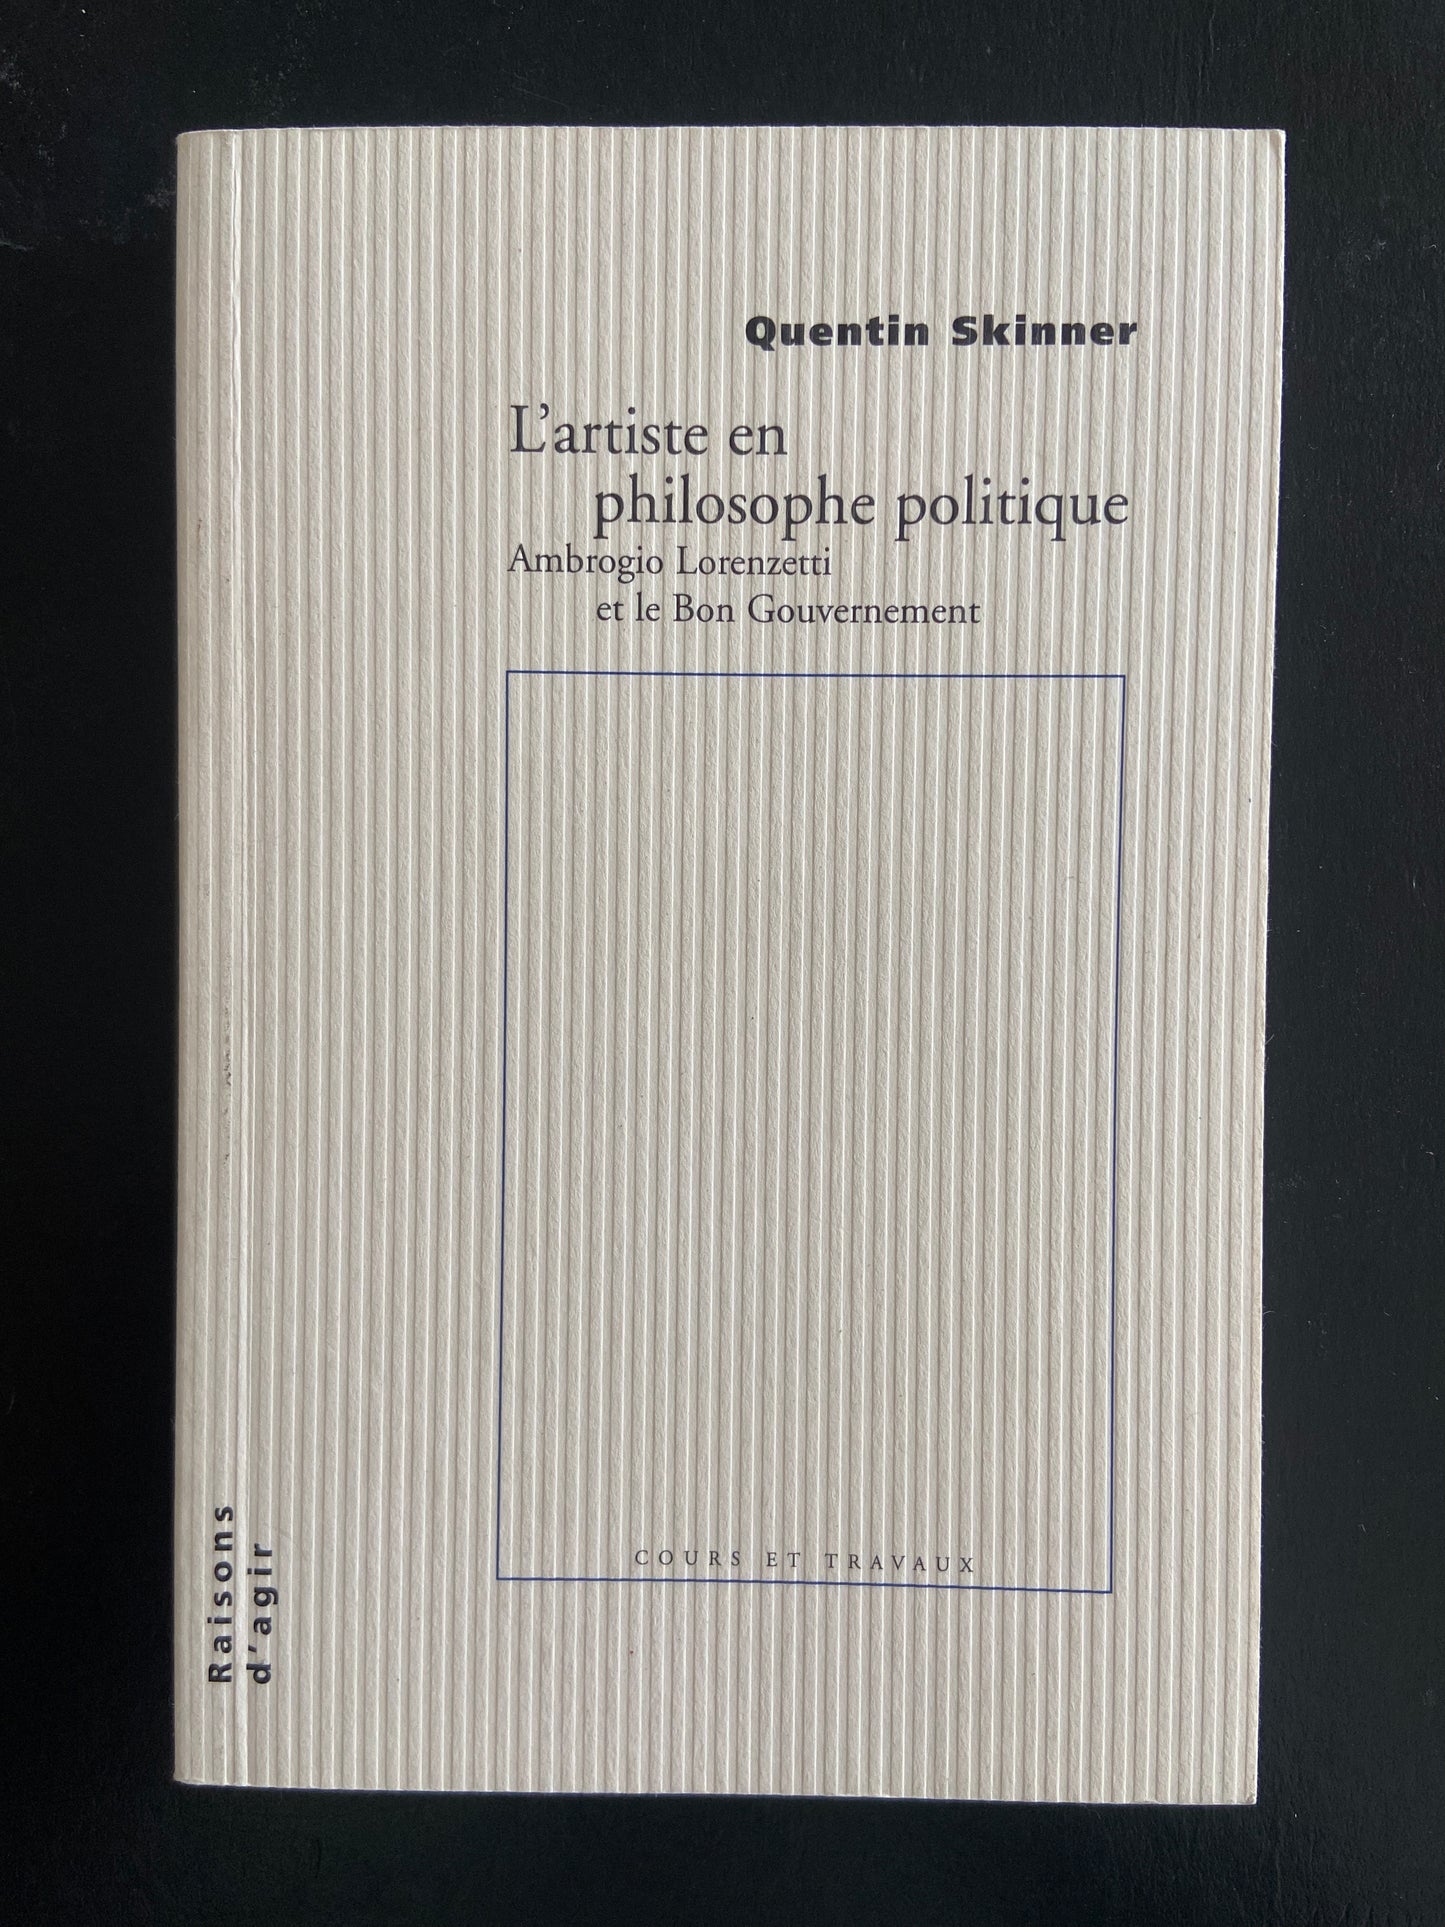 Quentin Skinner
L'artiste en
philosophe politique
Ambrogio Lorenzetti
et le Bon Gouvernement
COURS ET TRAVAUX
Raisons
d'agir